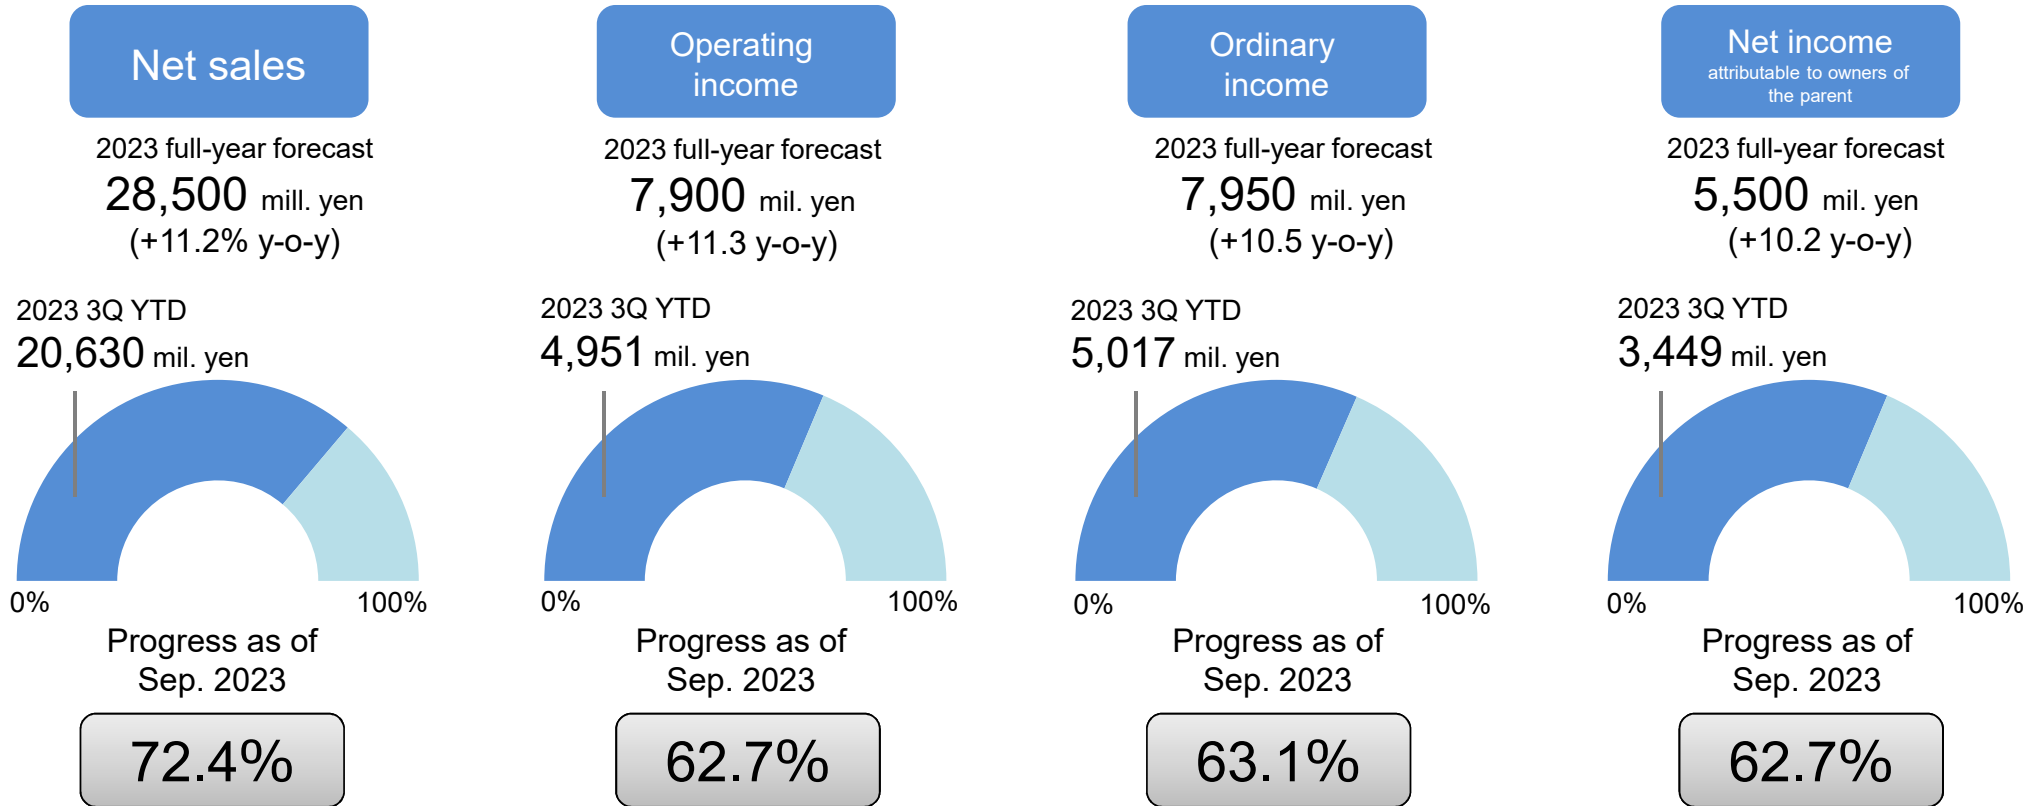 Net sales
2023 full-year forecast
28,500 mill. yen
(+11.2% y-o-y)
2023 3Q YTD
20,630 mil. yen
0% 100%
Progress as of
Sep. 2023
72.4%
Operating
income
2023 full-year forecast
7,900 mil. yen
(+11.3 y-o-y)
2023 3Q YTD
4,951 mil. yen
0% 100%
Progress as of
Sep. 2023
62.7%
Ordinary
income
2023 full-year forecast
7,950 mil. yen
(+10.5 y-o-y)
2023 3Q YTD
5,017 mil. yen
0% 100%
Progress as of
Sep. 2023
63.1%
Net income
attributable to owners of
the parent
2023 full-year forecast
5,500 mil. yen
(+10.2 y-o-y)
2023 3Q YTD
3,449 mil. yen
0% 100%
Progress as of
Sep. 2023
62.7%